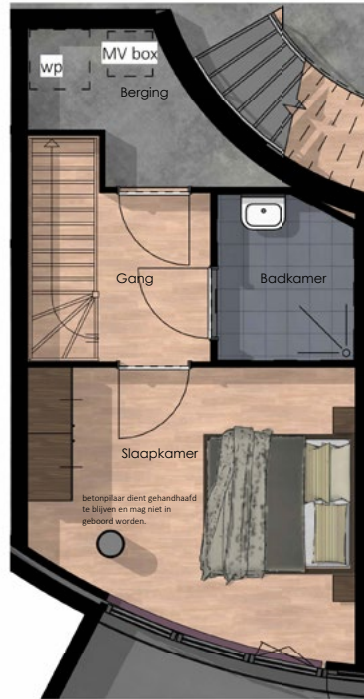 wp
MV box
Berging
Gang
Badkamer
Slaapkamer
betonpilaar dient gehandhaafd
te blijven en mag niet in
geboord worden.